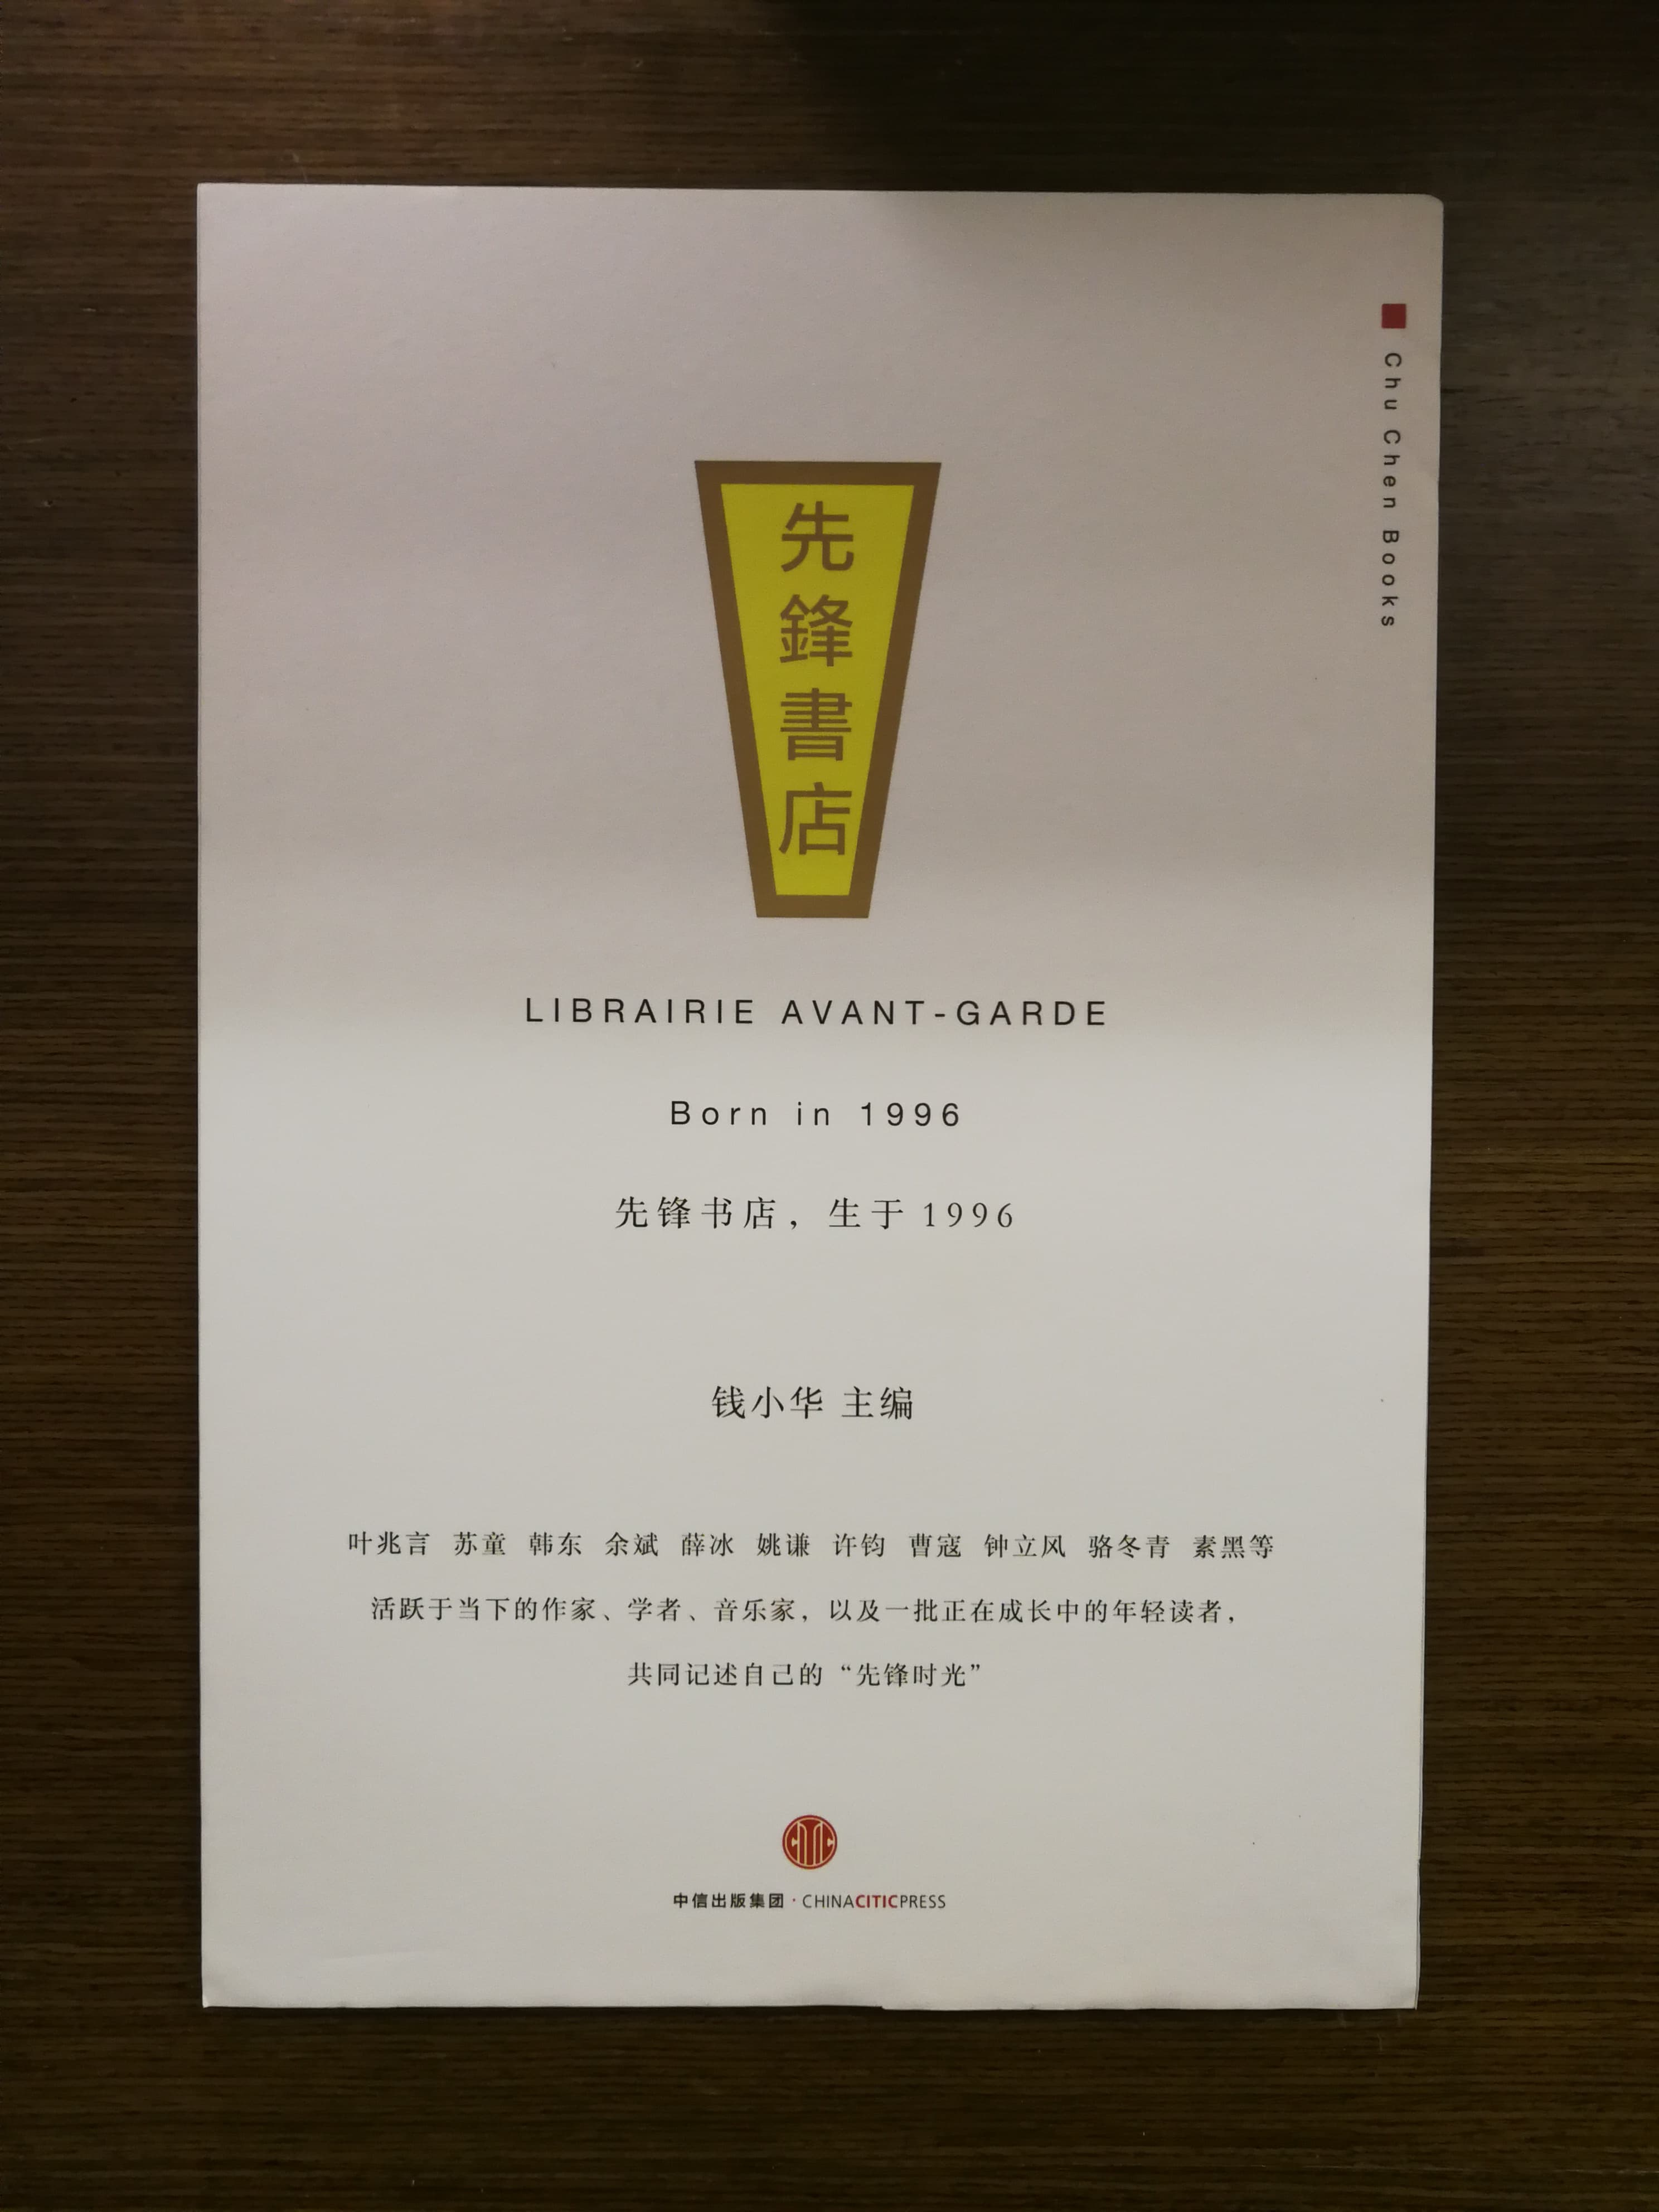 Chu Chen Books
先鋒書店
LIBRAIRIE AVANT-GARDE
Born in 1996
先锋书店，生于1996
钱小华 主编
叶兆言 苏童 韩东 余斌 薛冰 姚谦 许钧 曹寇 钟立风 骆冬青 素黑等
活跃于当下的作家、学者、音乐家，以及一批正在成长中的年轻读者，
共同记述自己的“先锋时光”
中信出版集团·CHINACITICPRESS